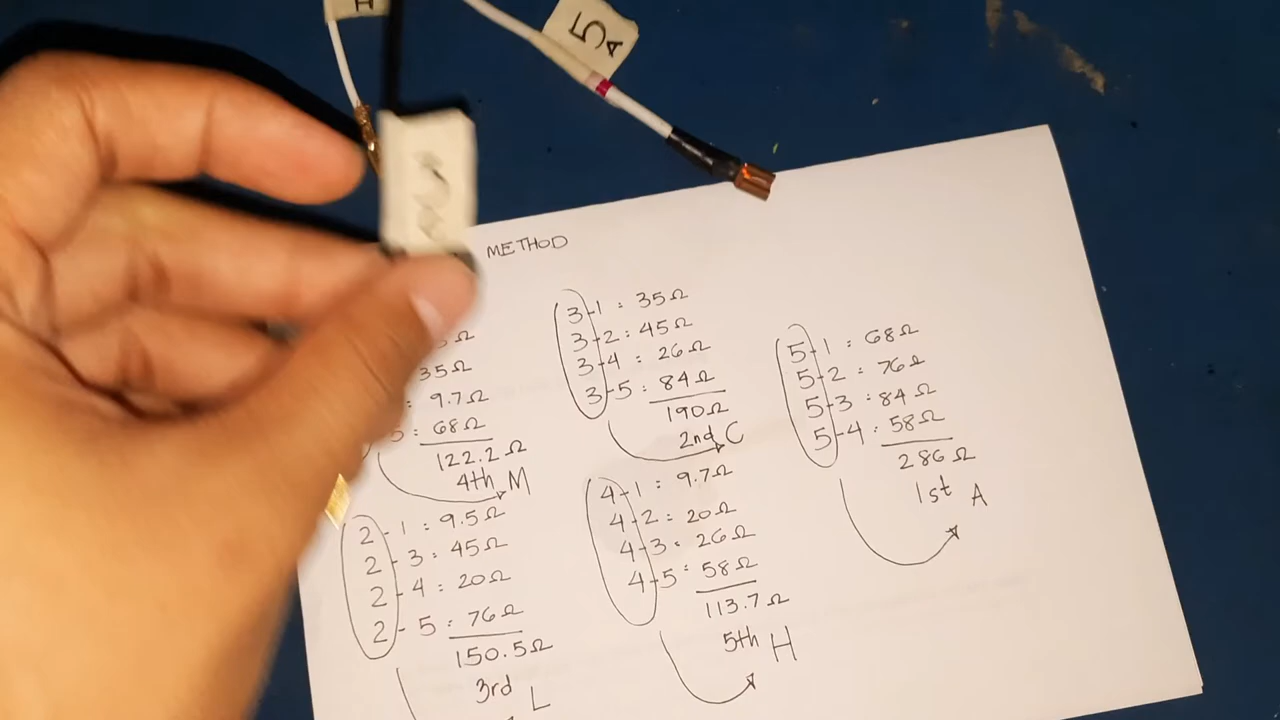 5
A
METHOD
35Ω
9.7Ω
5: 68Ω
122.2Ω
4th M
2-1: 9.5Ω
2-3: 45Ω
2-4: 20Ω
2-5: 76Ω
150.5Ω
3rd L
3-1: 35Ω
3-2: 45Ω
3-4: 26Ω
3-5: 84Ω
190Ω
2nd C
4-1: 9.7Ω
4-2: 20Ω
4-3: 26Ω
4-5: 58Ω
113.7Ω
5th H
5-1: 68Ω
5-2: 76Ω
5-3: 84Ω
5-4: 58Ω
286Ω
1st A